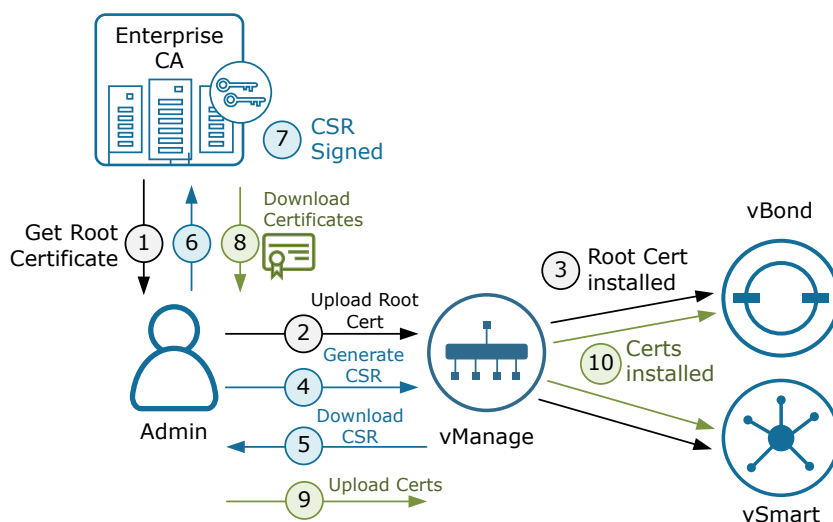 Enterprise
CA
7
CSR
Signed
Get Root
Certificate
1
6
8
Download
Certificates
vBond
3
Root Cert
installed
2
Upload Root
Cert
4
Generate
CSR
10
Certs
installed
Admin
5
Download
CSR
vManage
9
Upload Certs
vSmart